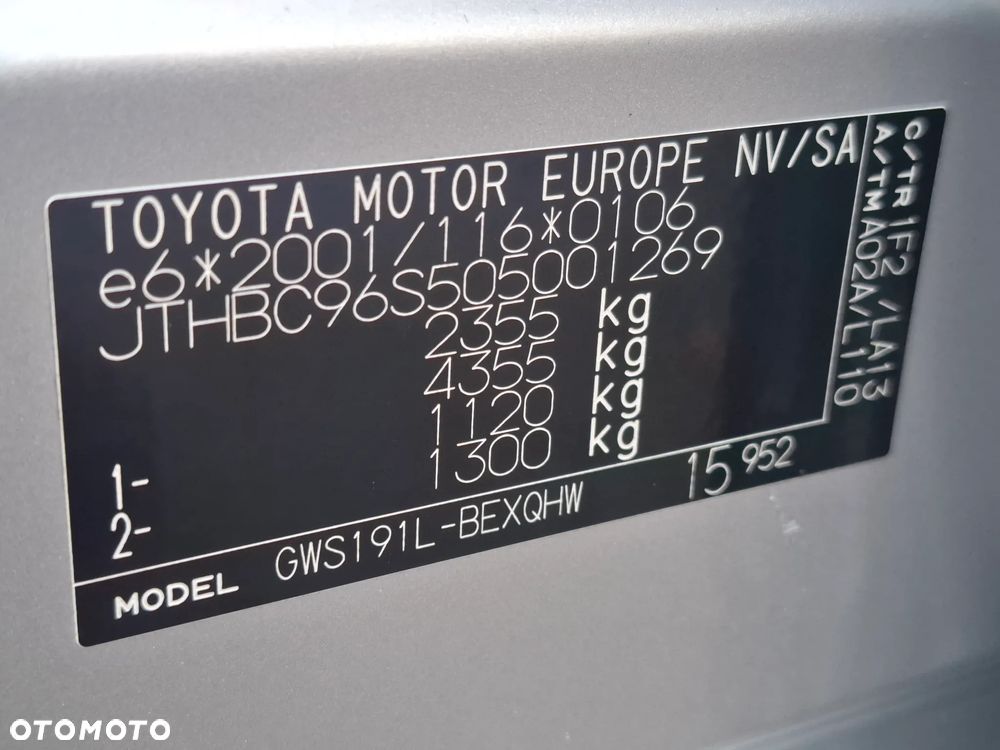 TOYOTA MOTOR EUROPE NV/SA
e6*2001/116*0106
JTHBC96S505001269
2355 kg
4355 kg
1- 1120 kg
2- 1300 kg
C/TR 1F2 /LA13
A/TM A02A/L110
MODEL GWS191L-BEXQHW 15 952
OTOMOTO